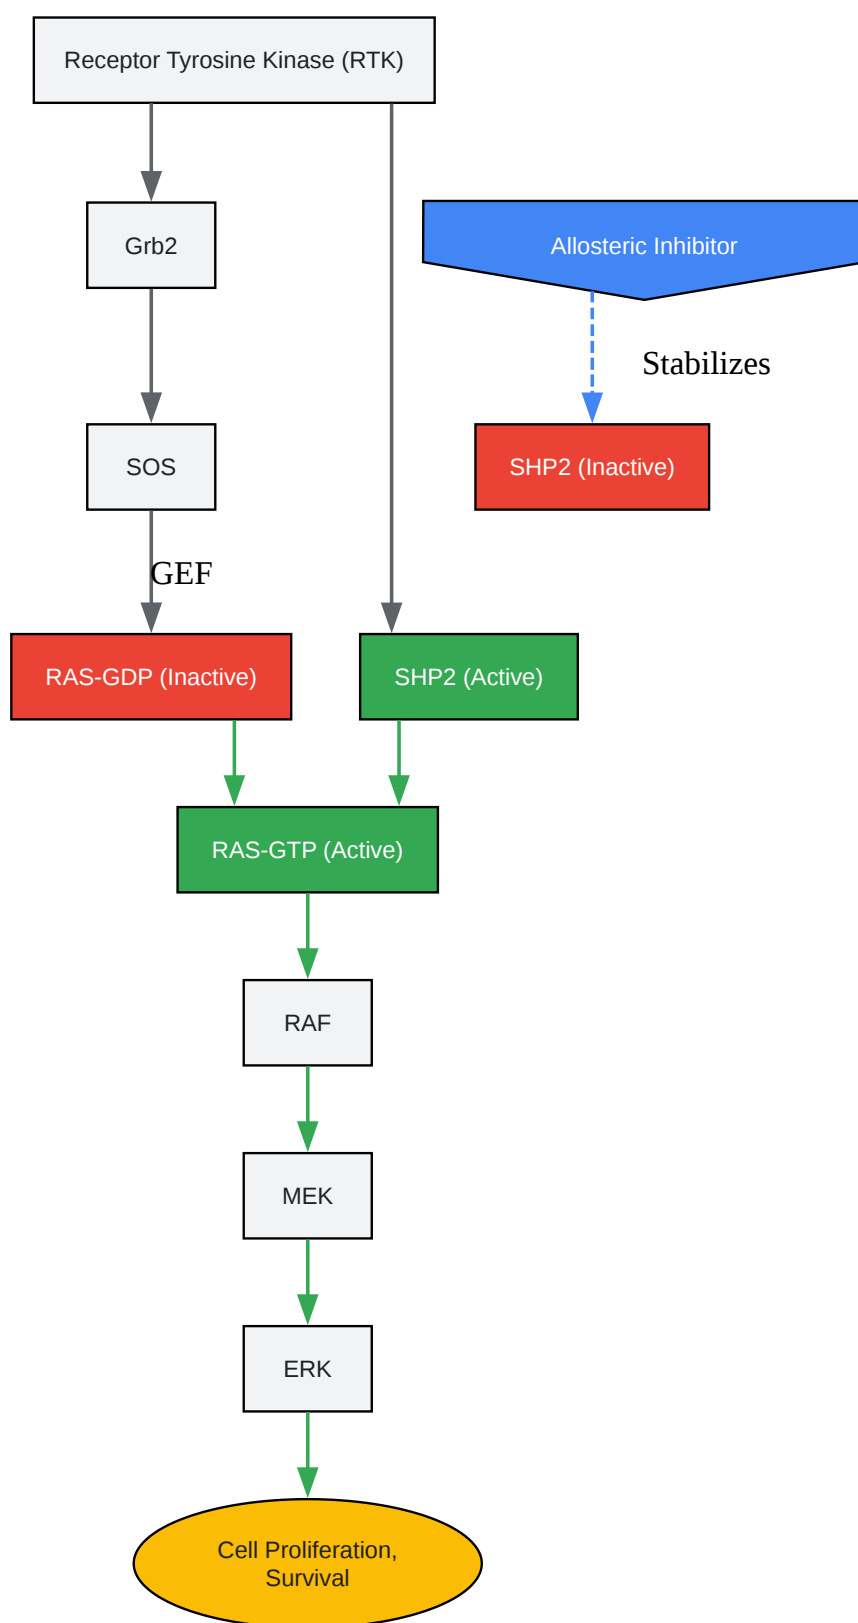 Receptor Tyrosine Kinase (RTK)
Grb2
Allosteric Inhibitor
Stabilizes
SOS
SHP2 (Inactive)
GEF
RAS-GDP (Inactive)
SHP2 (Active)
RAS-GTP (Active)
RAF
MEK
ERK
Cell Proliferation,
Survival